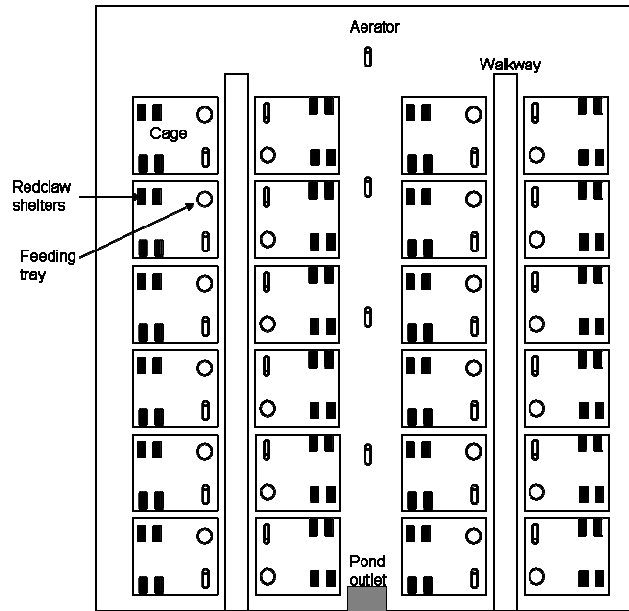 Aerator
Walkway
Cage
Redclaw
shelters
Feeding
tray
Pond
outlet